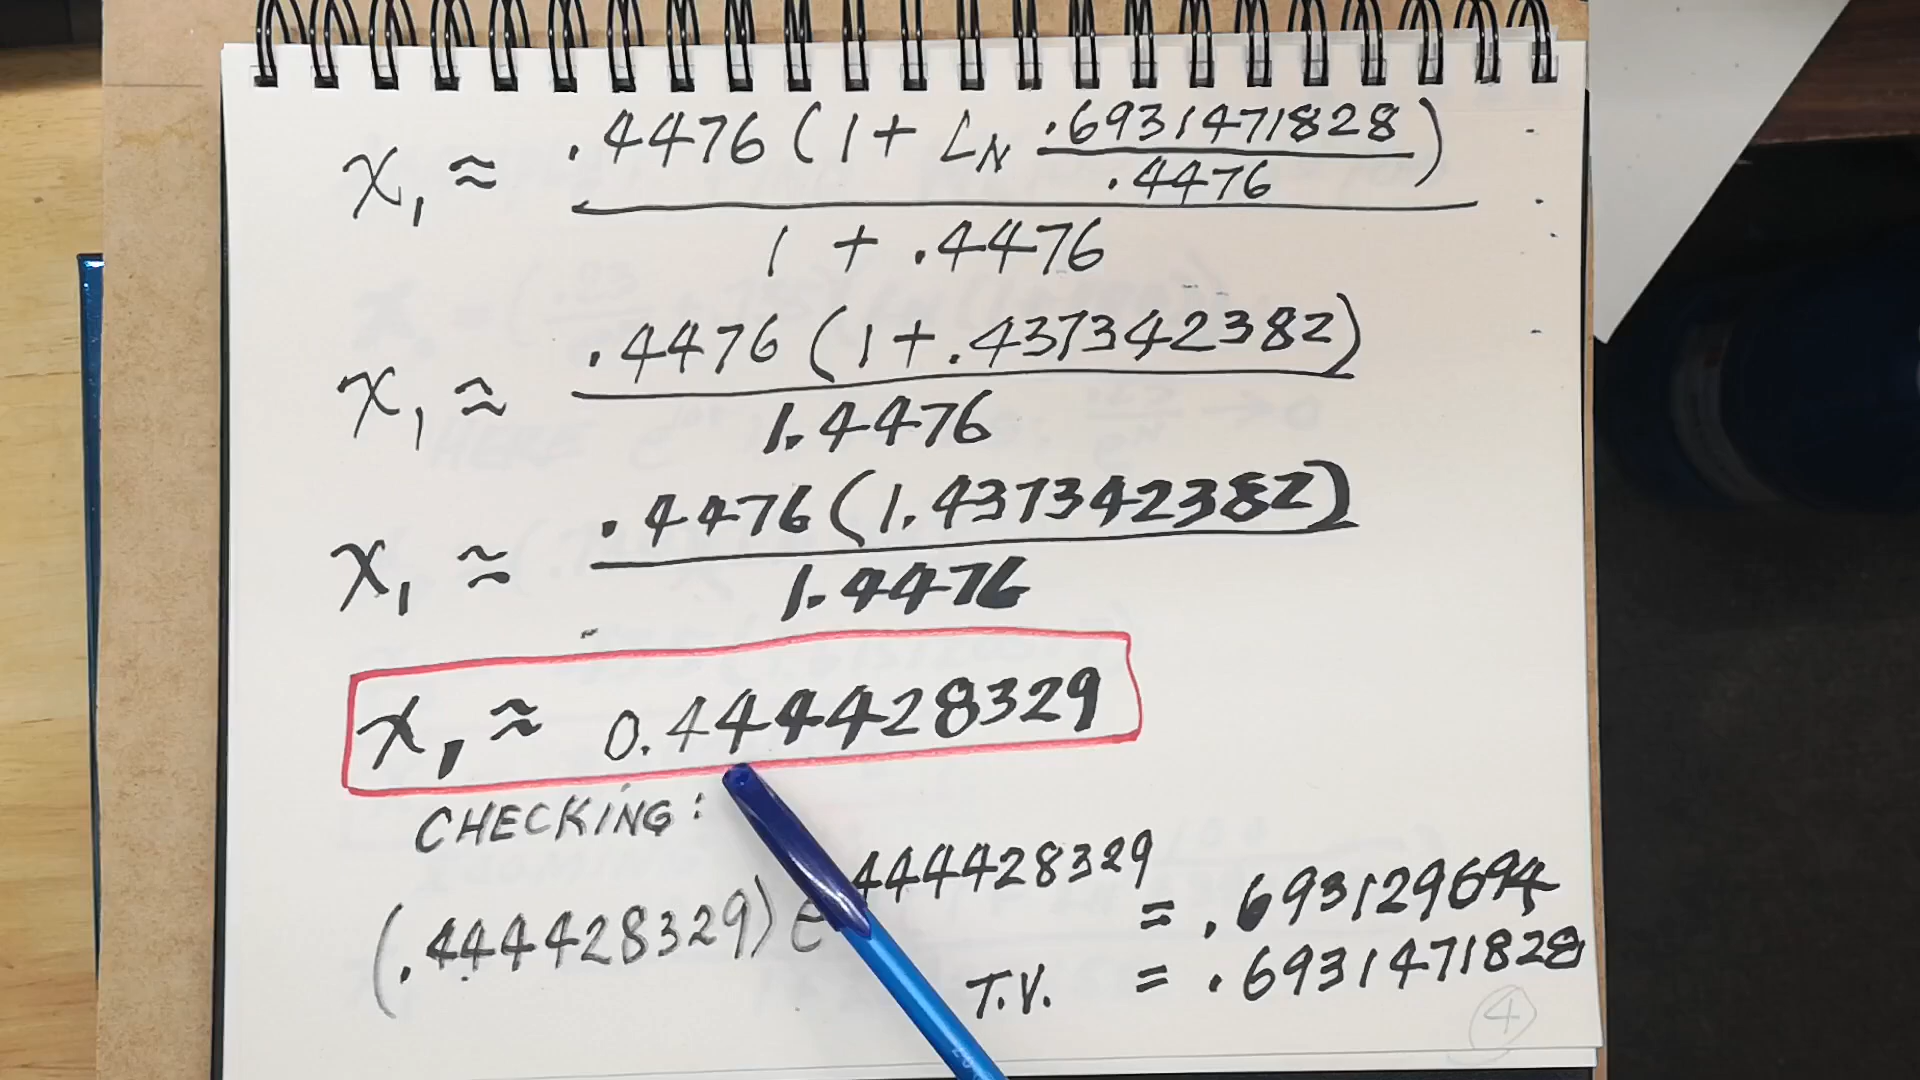 x₁ ≈ .4476 (1 + LN .6931471828 / .4476) / 1 + .4476
x₁ ≈ .4476 (1 + .437342382) / 1.4476
x₁ ≈ .4476 (1.437342382) / 1.4476
x₁ ≈ 0.444428329
CHECKING:
(.444428329) e^.444428329 = .693129694
T.V. = .6931471828
4